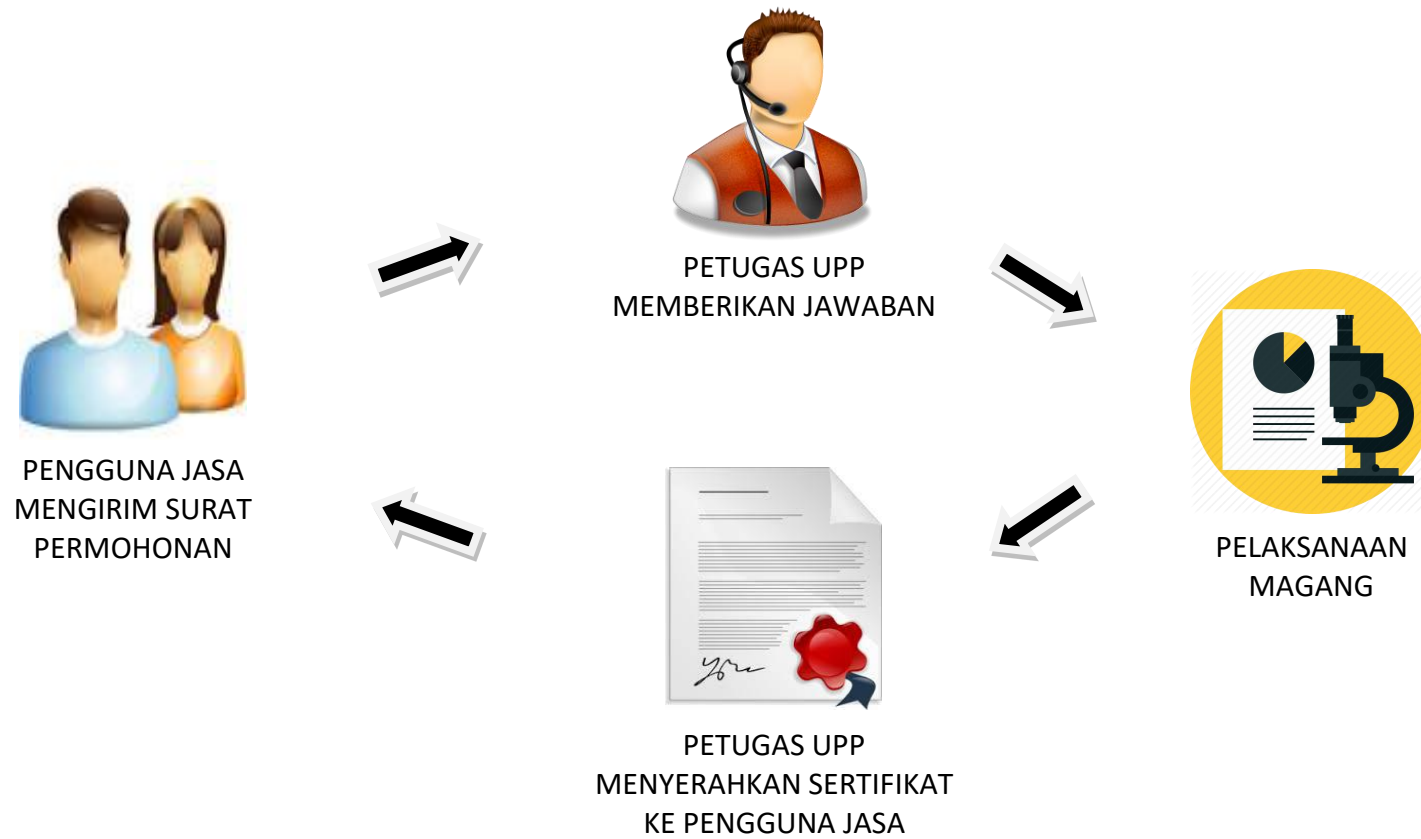 PETUGAS UPP
MEMBERIKAN JAWABAN
PENGGUNA JASA
MENGIRIM SURAT
PERMOHONAN
PELAKSANAAN
MAGANG
PETUGAS UPP
MENYERAHKAN SERTIFIKAT
KE PENGGUNA JASA